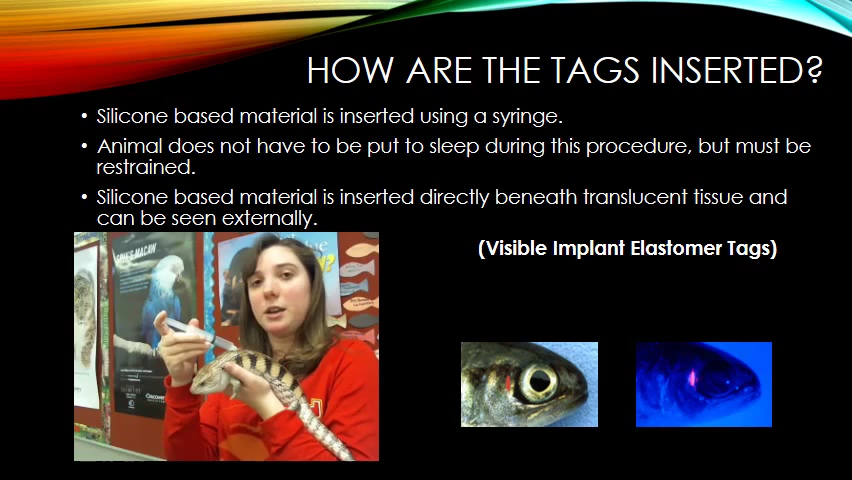 HOW ARE THE TAGS INSERTED?
• Silicone based material is inserted using a syringe.
• Animal does not have to be put to sleep during this procedure, but must be
restrained.
• Silicone based material is inserted directly beneath translucent tissue and
can be seen externally.
(Visible Implant Elastomer Tags)
SPIX'S MACAW